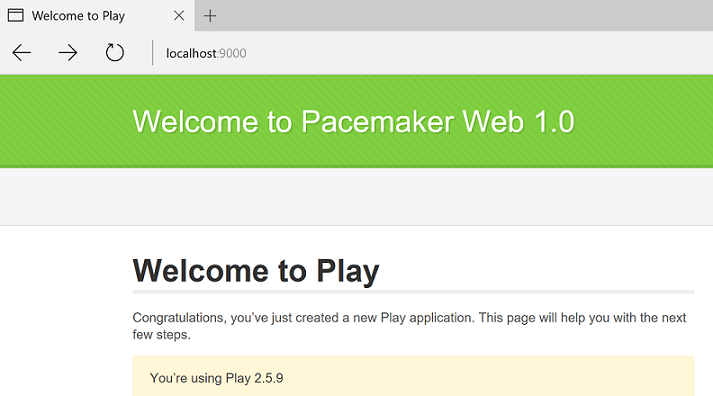 Welcome to Play
localhost:9000
Welcome to Pacemaker Web 1.0
Welcome to Play
Congratulations, you’ve just created a new Play application. This page will help you with the next
few steps.
You’re using Play 2.5.9